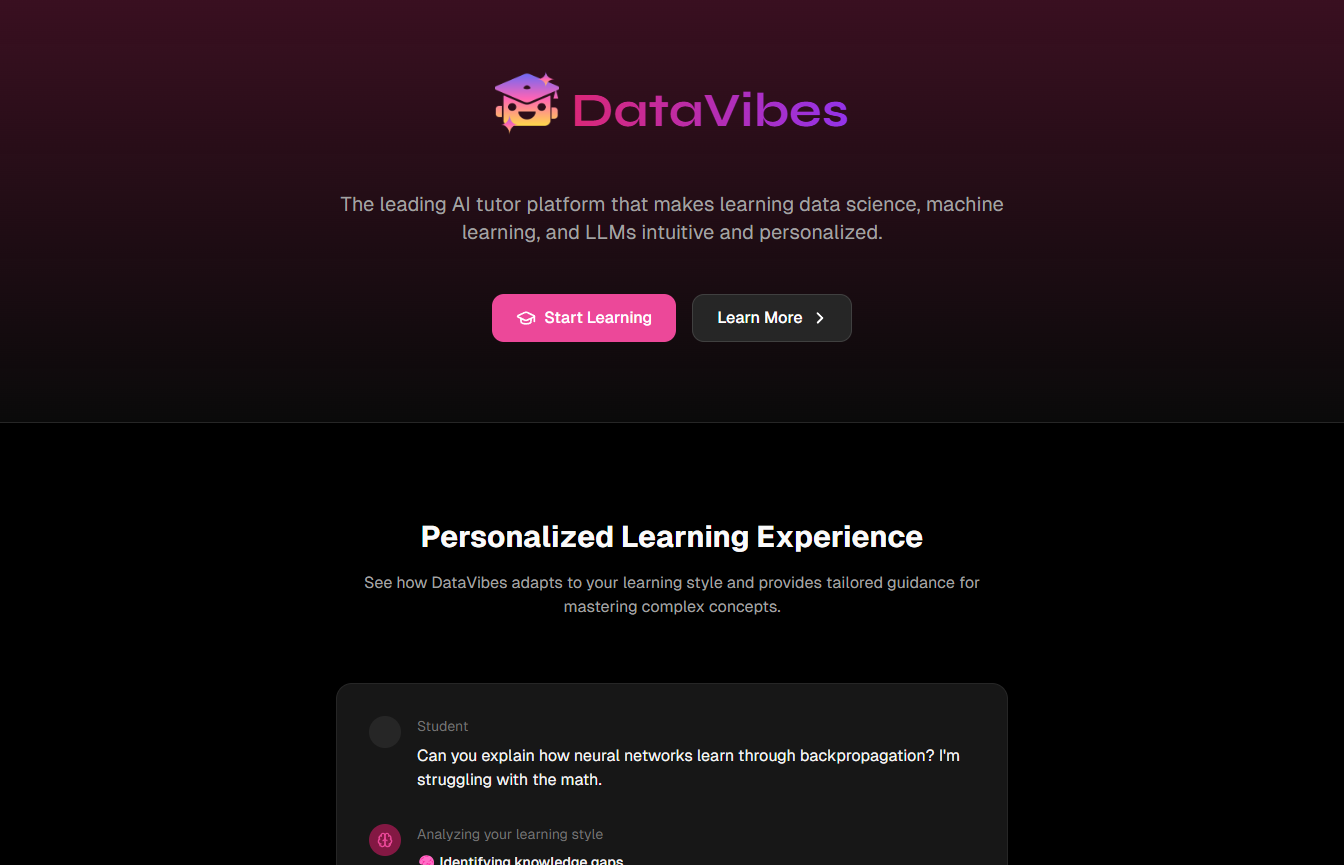 DataVibes
The leading AI tutor platform that makes learning data science, machine
learning, and LLMs intuitive and personalized.
Start Learning
Learn More
Personalized Learning Experience
See how DataVibes adapts to your learning style and provides tailored guidance for
mastering complex concepts.
Student
Can you explain how neural networks learn through backpropagation? I'm
struggling with the math.
Analyzing your learning style
Identifying knowledge gaps